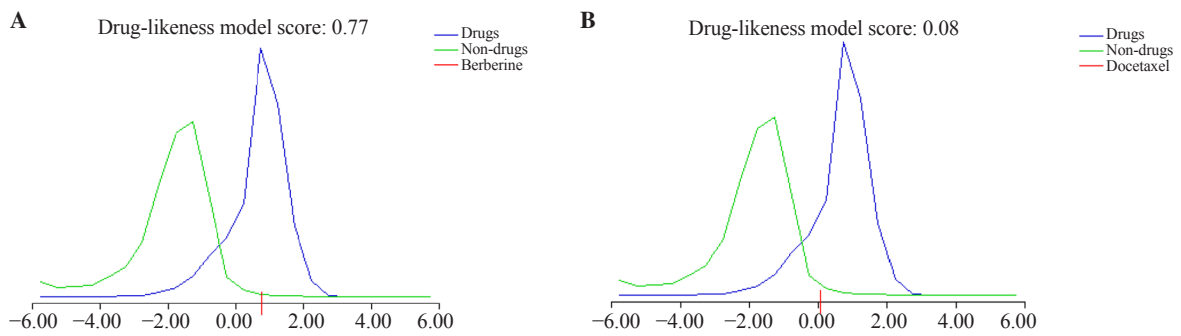 A
Drug-likeness model score: 0.77
Drugs
Non-drugs
Berberine
−6.00 −4.00 −2.00 0.00 2.00 4.00 6.00
B
Drug-likeness model score: 0.08
Drugs
Non-drugs
Docetaxel
−6.00 −4.00 −2.00 0.00 2.00 4.00 6.00